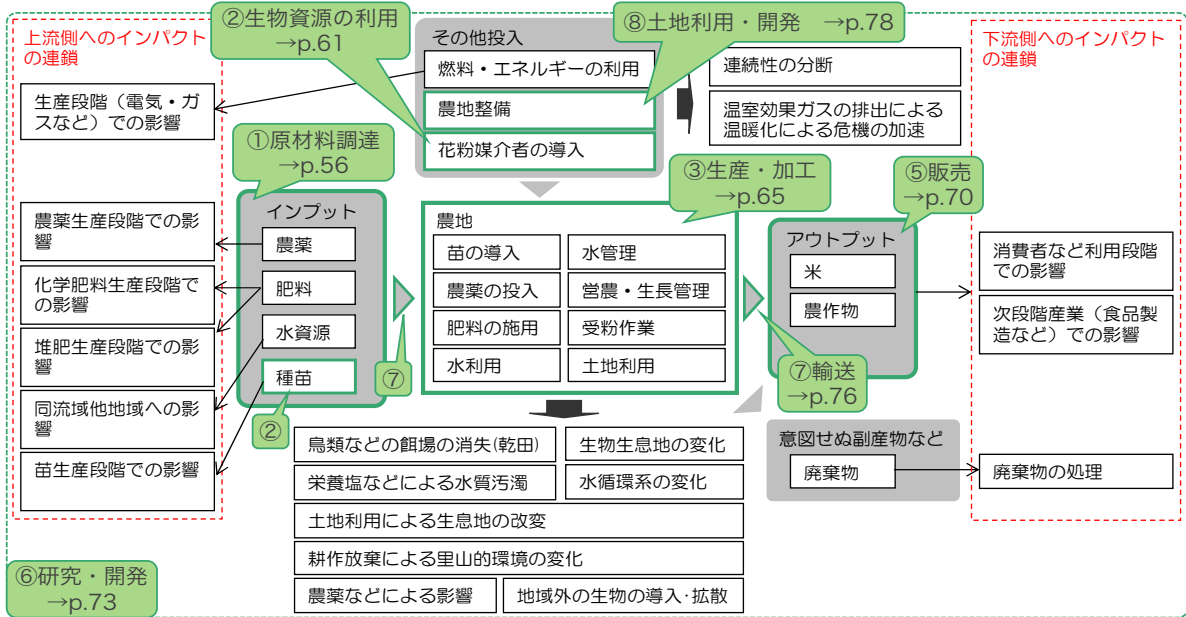 ②生物資源の利用
→p.61
⑧土地利用・開発　→p.78
上流側へのインパクト
の連鎖
その他投入
下流側へのインパクト
の連鎖
燃料・エネルギーの利用
連続性の分断
生産段階（電気・ガ
スなど）での影響
農地整備
温室効果ガスの排出による
温暖化による危機の加速
花粉媒介者の導入
①原材料調達
→p.56
③生産・加工
→p.65
⑤販売
→p.70
インプット
農地
アウトプット
農薬生産段階での影
響
農薬
苗の導入
水管理
米
消費者など利用段階
での影響
化学肥料生産段階で
の影響
肥料
農薬の投入
営農・生長管理
農作物
次段階産業（食品製
造など）での影響
堆肥生産段階での影
響
水資源
肥料の施用
受粉作業
同流域他地域への影
響
種苗
⑦
水利用
土地利用
⑦輸送
→p.76
②
苗生産段階での影響
鳥類などの餌場の消失(乾田)
生物生息地の変化
意図せぬ副産物など
栄養塩などによる水質汚濁
水循環系の変化
廃棄物
廃棄物の処理
土地利用による生息地の改変
耕作放棄による里山的環境の変化
⑥研究・開発
→p.73
農薬などによる影響
地域外の生物の導入・拡散